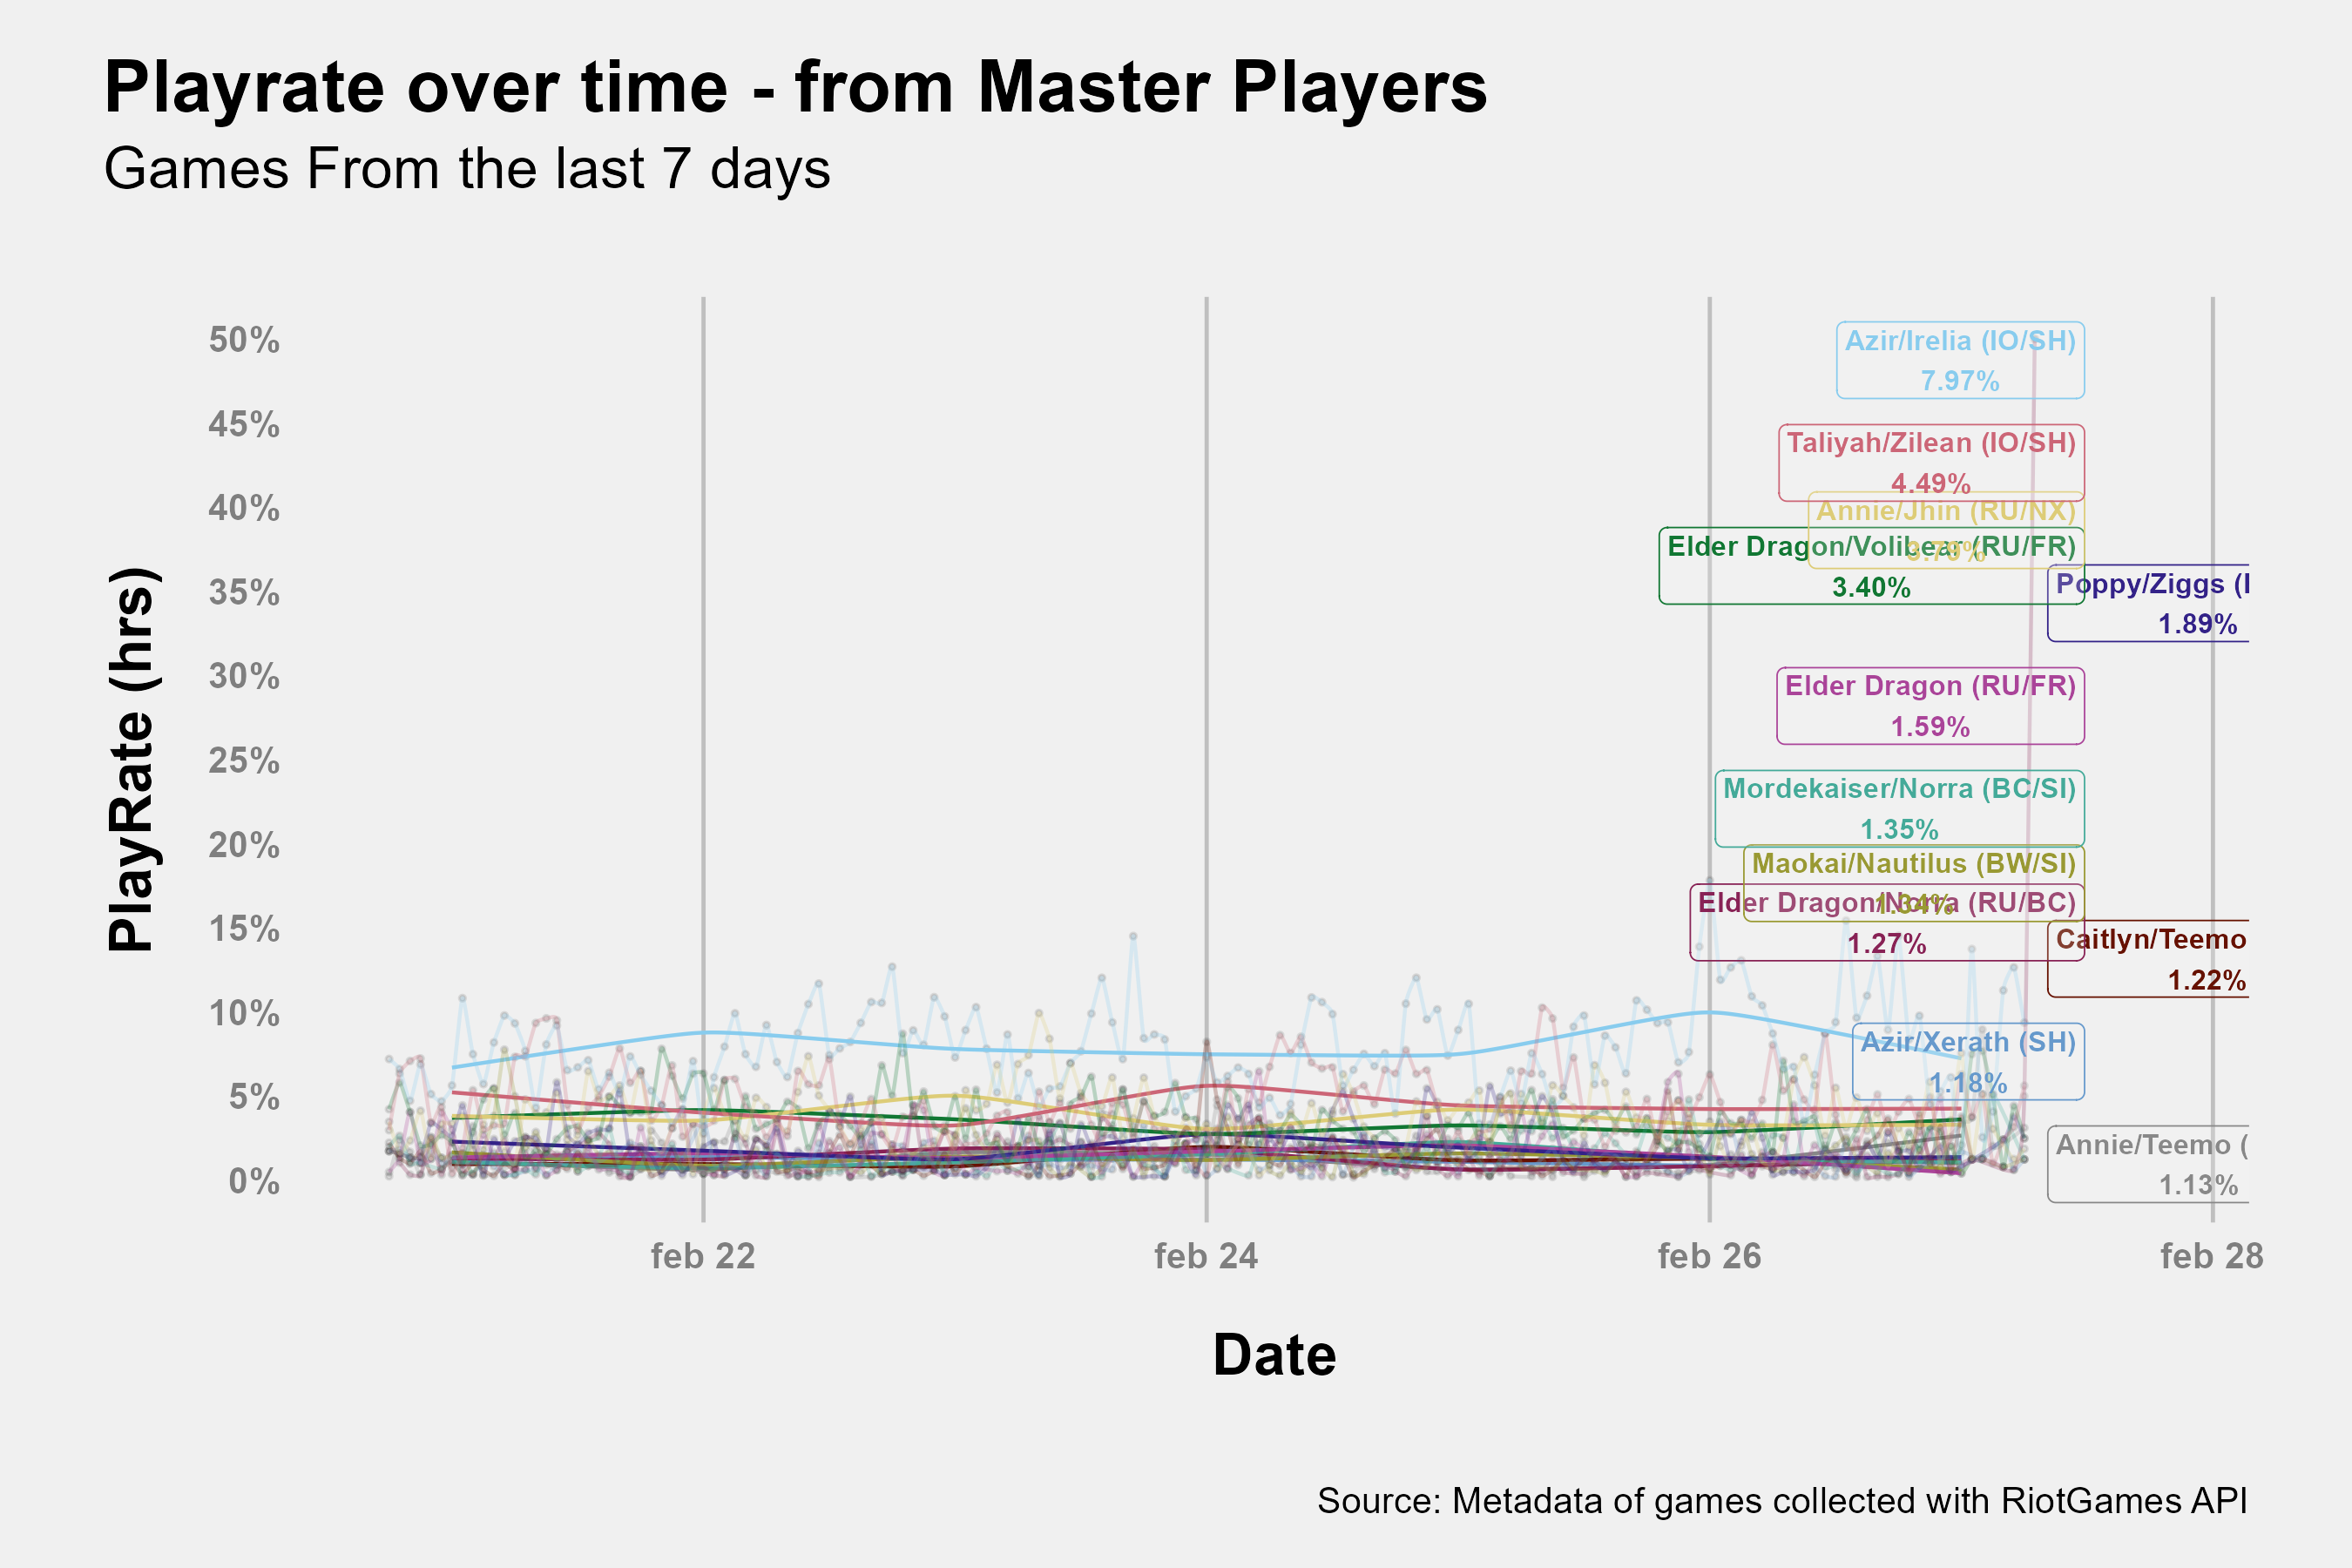 Playrate over time - from Master Players
Games From the last 7 days
PlayRate (hrs)
50%
45%
40%
35%
30%
25%
20%
15%
10%
5%
0%
Azir/Irelia (IO/SH)
7.97%
Taliyah/Zilean (IO/SH)
4.49%
Annie/Jhin (RU/NX)
3.79%
Elder Dragon/Volibear (RU/FR)
3.40%
Poppy/Ziggs (
1.89%
Elder Dragon (RU/FR)
1.59%
Mordekaiser/Norra (BC/SI)
1.35%
Maokai/Nautilus (BW/SI)
1.34%
Elder Dragon/Norra (RU/BC)
1.27%
Caitlyn/Teemo
1.22%
Azir/Xerath (SH)
1.18%
Annie/Teemo (
1.13%
feb 22
feb 24
feb 26
feb 28
Date
Source: Metadata of games collected with RiotGames API